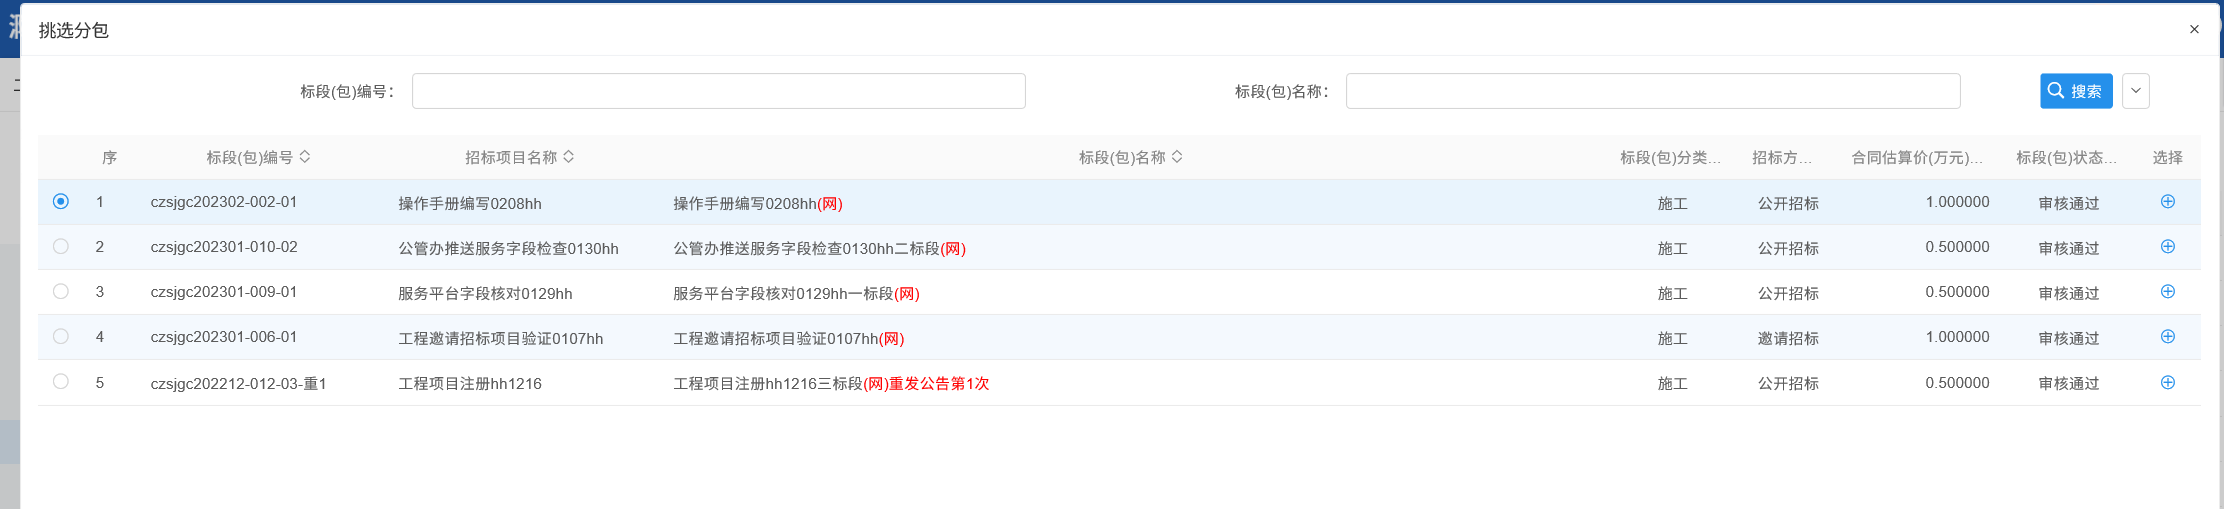 挑选分包
×
标段(包)编号：
标段(包)名称：
搜索
序 标段(包)编号 招标项目名称 标段(包)名称 标段(包)分类... 招标方... 合同估算价(万元)... 标段(包)状态... 选择
1 czsjgc202302-002-01 操作手册编写0208hh 操作手册编写0208hh(网) 施工 公开招标 1.000000 审核通过
2 czsjgc202301-010-02 公管办推送服务字段检查0130hh 公管办推送服务字段检查0130hh二标段(网) 施工 公开招标 0.500000 审核通过
3 czsjgc202301-009-01 服务平台字段核对0129hh 服务平台字段核对0129hh一标段(网) 施工 公开招标 0.500000 审核通过
4 czsjgc202301-006-01 工程邀请招标项目验证0107hh 工程邀请招标项目验证0107hh(网) 施工 邀请招标 1.000000 审核通过
5 czsjgc202212-012-03-重1 工程项目注册hh1216 工程项目注册hh1216三标段(网)重发公告第1次 施工 公开招标 0.500000 审核通过